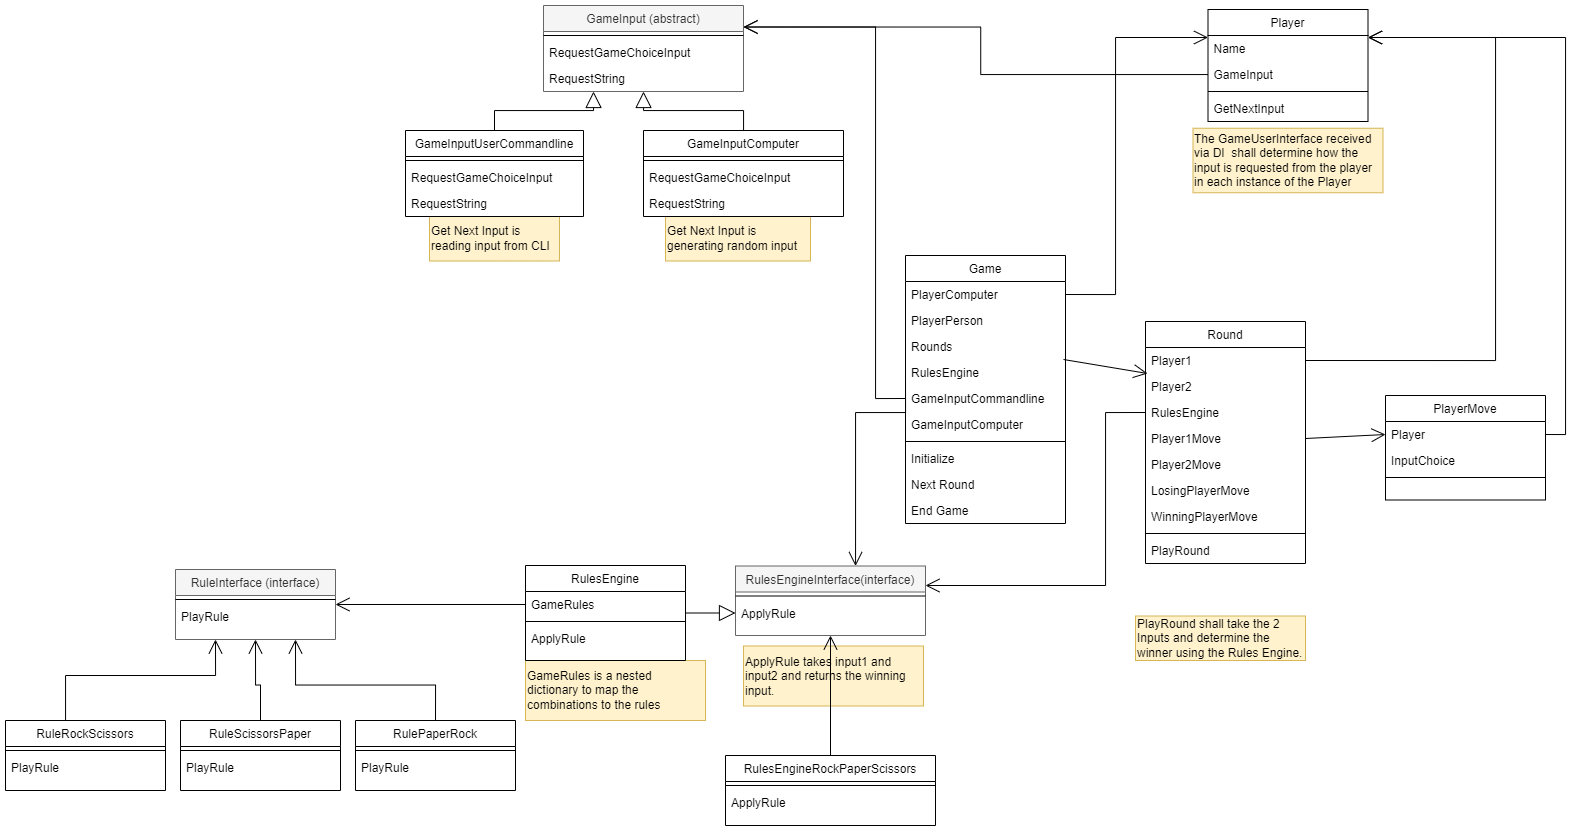 GameInput (abstract)
RequestGameChoiceInput
RequestString
GameInputUserCommandline
RequestGameChoiceInput
RequestString
Get Next Input is
reading input from CLI
GameInputComputer
RequestGameChoiceInput
RequestString
Get Next Input is
generating random input
Player
Name
GameInput
GetNextInput
The GameUserInterface received
via DI  shall determine how the
input is requested from the player
in each instance of the Player
Game
PlayerComputer
PlayerPerson
Rounds
RulesEngine
GameInputCommandline
GameInputComputer
Initialize
Next Round
End Game
Round
Player1
Player2
RulesEngine
Player1Move
Player2Move
LosingPlayerMove
WinningPlayerMove
PlayRound
PlayerMove
Player
InputChoice
PlayRound shall take the 2
Inputs and determine the
winner using the Rules Engine.
RuleInterface (interface)
PlayRule
RulesEngine
GameRules
ApplyRule
GameRules is a nested
dictionary to map the
combinations to the rules
RulesEngineInterface(interface)
ApplyRule
ApplyRule takes input1 and
input2 and returns the winning
input.
RuleRockScissors
PlayRule
RuleScissorsPaper
PlayRule
RulePaperRock
PlayRule
RulesEngineRockPaperScissors
ApplyRule